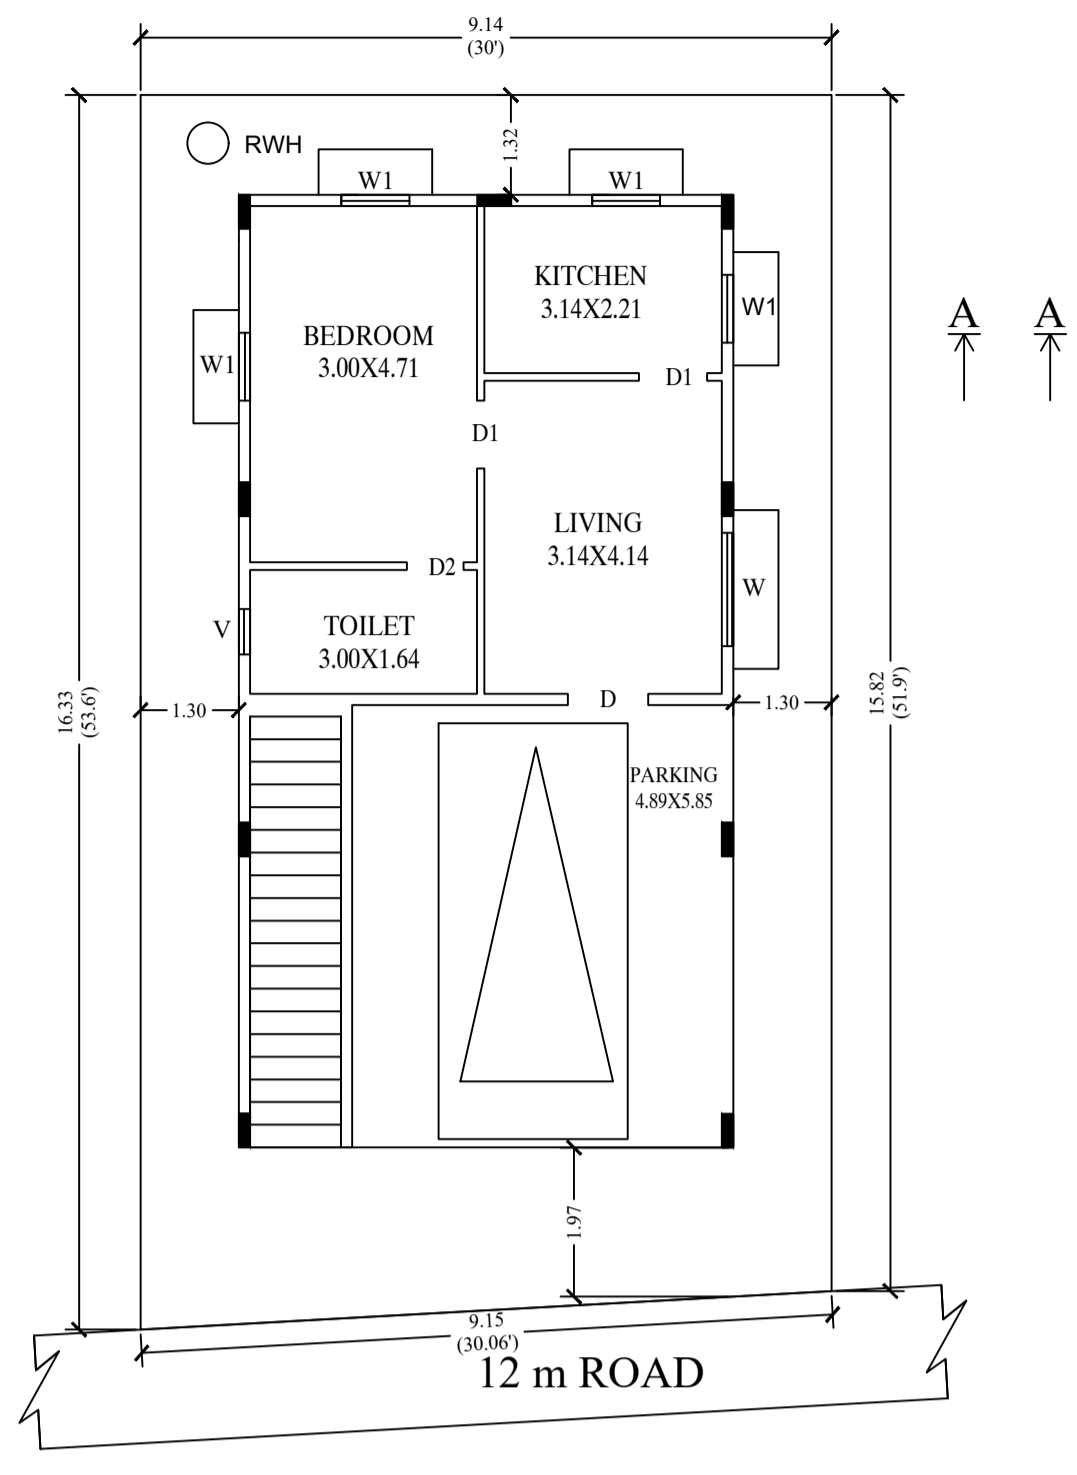 9.14
(30')
1.32
RWH
W1
W1
KITCHEN
3.14X2.21
W1
A
A
BEDROOM
3.00X4.71
W1
D1
D1
LIVING
3.14X4.14
D2
W
V
TOILET
3.00X1.64
16.33
(53.6')
1.30
D
1.30
15.82
(51.9')
PARKING
4.89X5.85
1.97
9.15
(30.06')
12 m ROAD